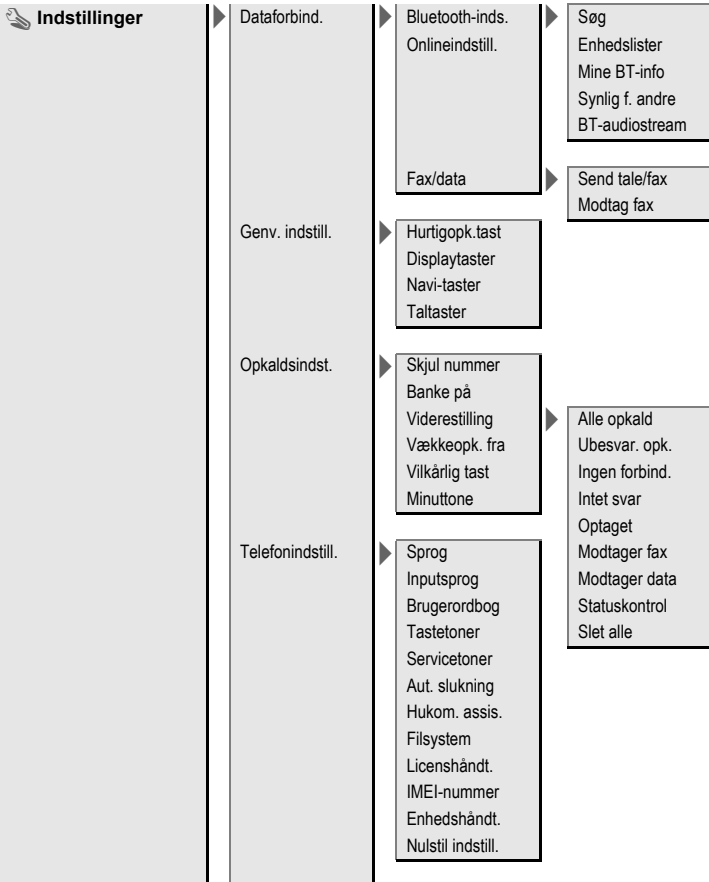 Indstillinger
Dataforbind.
Bluetooth-inds.
Onlineindstill.
Søg
Enhedslister
Mine BT-info
Synlig f. andre
BT-audiostream
Fax/data
Send tale/fax
Modtag fax
Genv. indstill.
Hurtigopk.tast
Displaytaster
Navi-taster
Taltaster
Opkaldsindst.
Skjul nummer
Banke på
Viderestilling
Vækkeopk. fra
Vilkårlig tast
Minuttone
Alle opkald
Ubesvar. opk.
Ingen forbind.
Intet svar
Optaget
Modtager fax
Modtager data
Statuskontrol
Slet alle
Telefonindstill.
Sprog
Inputsprog
Brugerordbog
Tastetoner
Servicetoner
Aut. slukning
Hukom. assis.
Filsystem
Licenshåndt.
IMEI-nummer
Enhedshåndt.
Nulstil indstill.